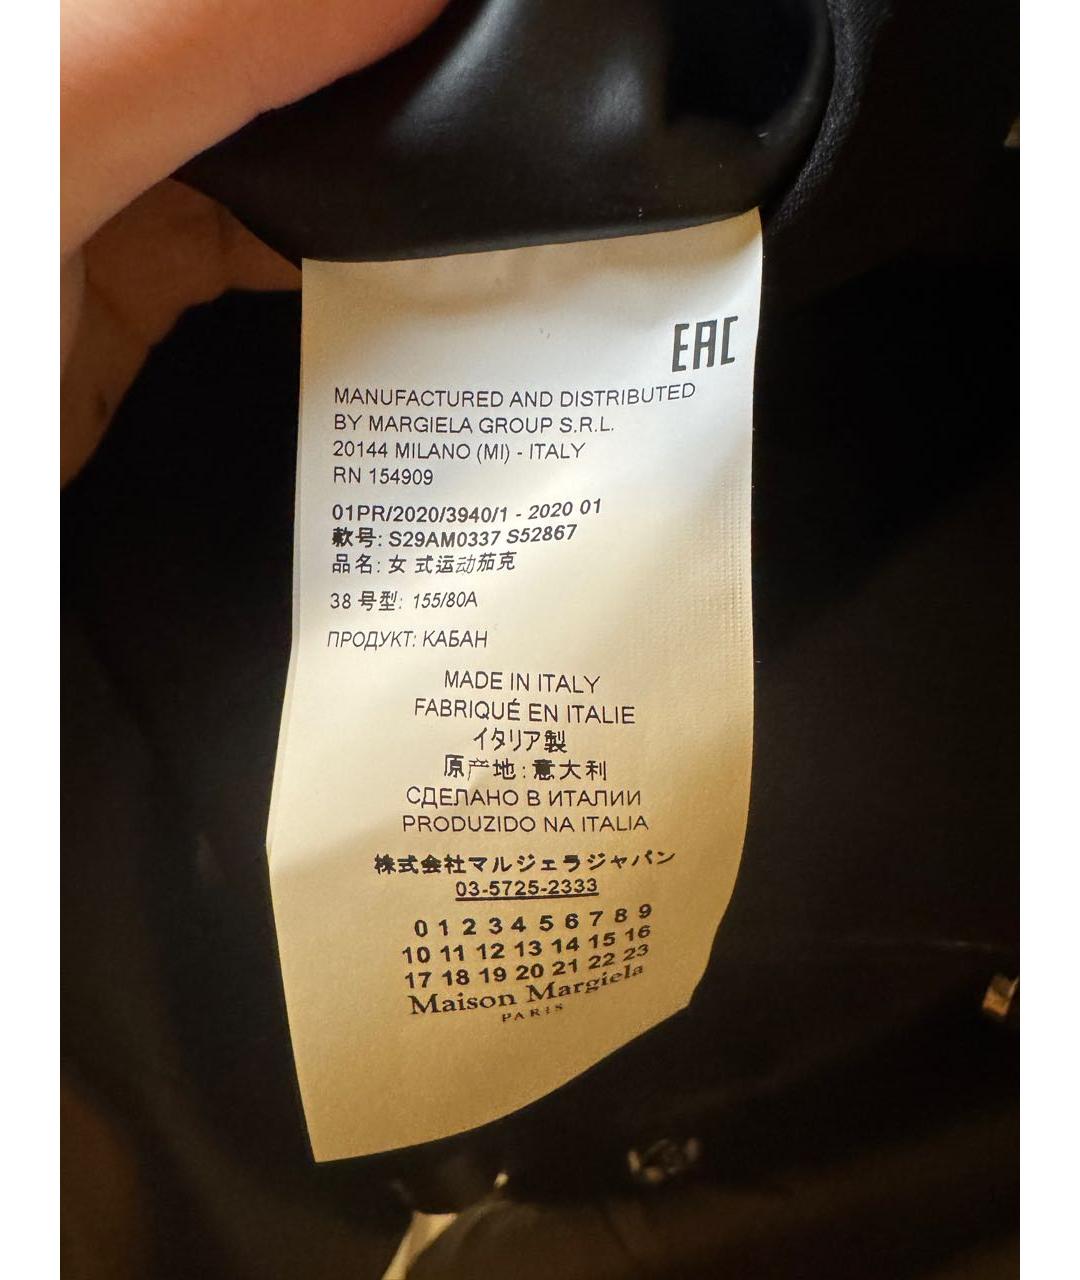 EAC
MANUFACTURED AND DISTRIBUTED
BY MARGIELA GROUP S.R.L.
20144 MILANO (MI) - ITALY
RN 154909
01PR/2020/3940/1 - 2020 01
款号: S29AM0337 S52867
品名: 女 式运动茄克
38 号型: 155/80A
ПРОДУКТ: КАБАН
MADE IN ITALY
FABRIQUÉ EN ITALIE
イタリア製
原产地: 意大利
СДЕЛАНО В ИТАЛИИ
PRODUZIDO NA ITALIA
株式会社マルジェラジャパン
03-5725-2333
0 1 2 3 4 5 6 7 8 9
10 11 12 13 14 15 16
17 18 19 20 21 22 23
Maison Margiela
PARIS